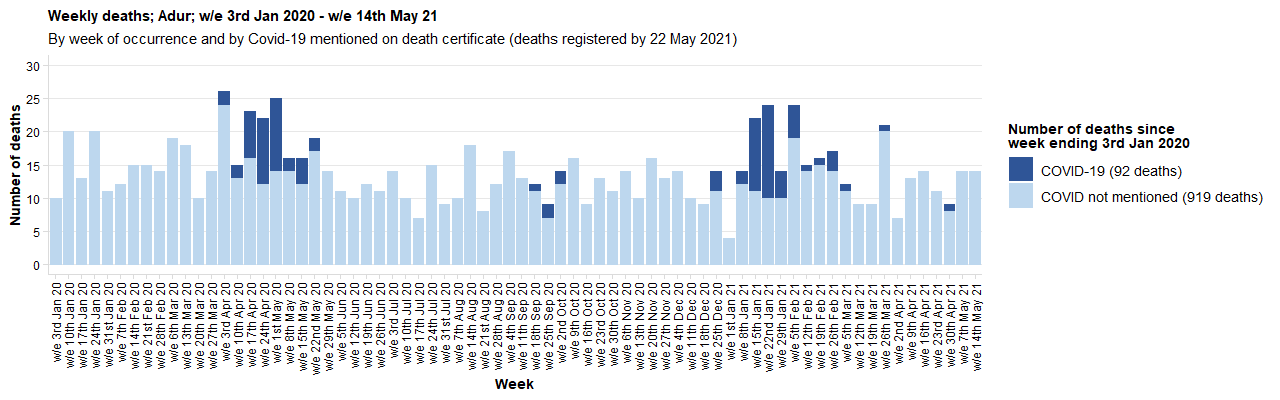 Weekly deaths; Adur; w/e 3rd Jan 2020 - w/e 14th May 21
By week of occurrence and by Covid-19 mentioned on death certificate (deaths registered by 22 May 2021)
Number of deaths
30
25
20
15
10
5
0
w/e 3rd Jan 20
w/e 10th Jan 20
w/e 17th Jan 20
w/e 24th Jan 20
w/e 31st Jan 20
w/e 7th Feb 20
w/e 14th Feb 20
w/e 21st Feb 20
w/e 28th Feb 20
w/e 6th Mar 20
w/e 13th Mar 20
w/e 20th Mar 20
w/e 27th Mar 20
w/e 3rd Apr 20
w/e 10th Apr 20
w/e 17th Apr 20
w/e 24th Apr 20
w/e 1st May 20
w/e 8th May 20
w/e 15th May 20
w/e 22nd May 20
w/e 29th May 20
w/e 5th Jun 20
w/e 12th Jun 20
w/e 19th Jun 20
w/e 26th Jun 20
w/e 3rd Jul 20
w/e 10th Jul 20
w/e 17th Jul 20
w/e 24th Jul 20
w/e 31st Jul 20
w/e 7th Aug 20
w/e 14th Aug 20
w/e 21st Aug 20
w/e 28th Aug 20
w/e 4th Sep 20
w/e 11th Sep 20
w/e 18th Sep 20
w/e 25th Sep 20
w/e 2nd Oct 20
w/e 9th Oct 20
w/e 16th Oct 20
w/e 23rd Oct 20
w/e 30th Oct 20
w/e 6th Nov 20
w/e 13th Nov 20
w/e 20th Nov 20
w/e 27th Nov 20
w/e 4th Dec 20
w/e 11th Dec 20
w/e 18th Dec 20
w/e 25th Dec 20
w/e 1st Jan 21
w/e 8th Jan 21
w/e 15th Jan 21
w/e 22nd Jan 21
w/e 29th Jan 21
w/e 5th Feb 21
w/e 12th Feb 21
w/e 19th Feb 21
w/e 26th Feb 21
w/e 5th Mar 21
w/e 12th Mar 21
w/e 19th Mar 21
w/e 26th Mar 21
w/e 2nd Apr 21
w/e 9th Apr 21
w/e 16th Apr 21
w/e 23rd Apr 21
w/e 30th Apr 21
w/e 7th May 21
w/e 14th May 21
Week
Number of deaths since
week ending 3rd Jan 2020
COVID-19 (92 deaths)
COVID not mentioned (919 deaths)